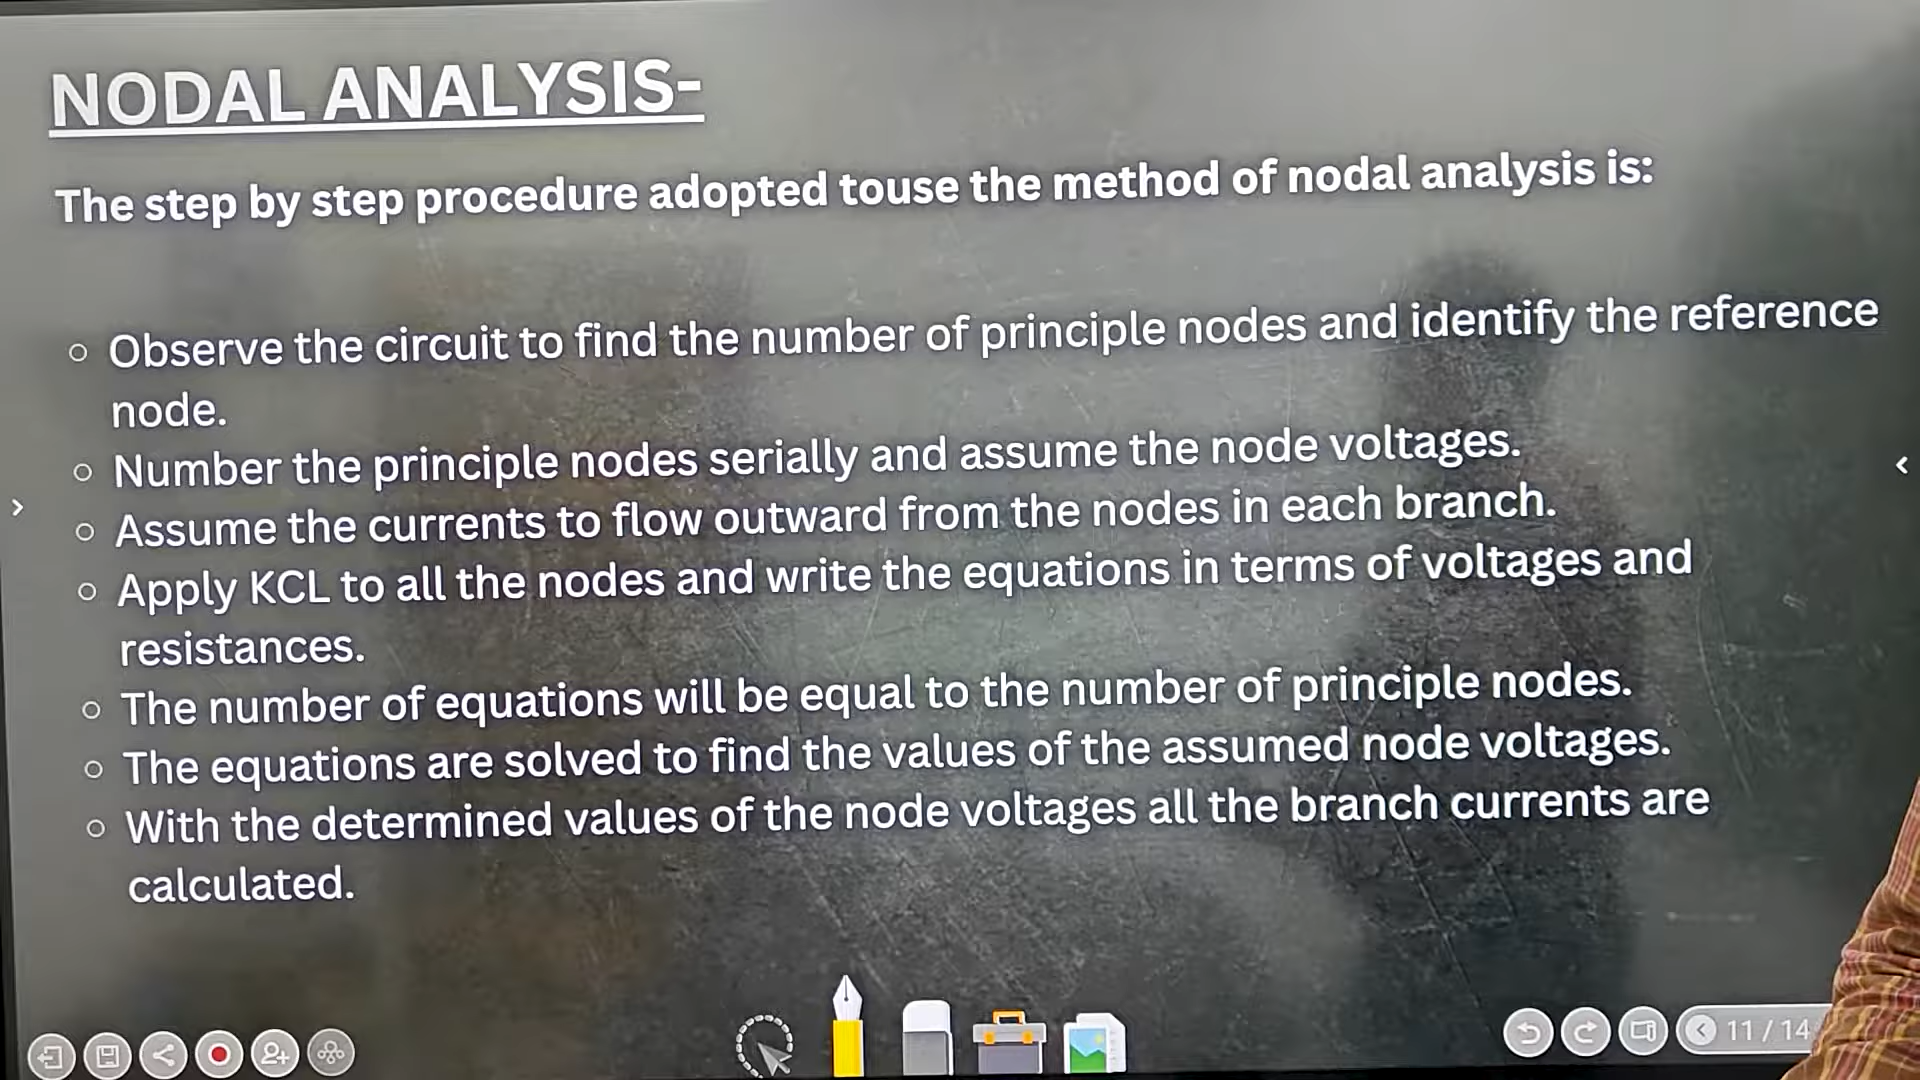 NODAL ANALYSIS-
The step by step procedure adopted touse the method of nodal analysis is:
Observe the circuit to find the number of principle nodes and identify the reference
node.
Number the principle nodes serially and assume the node voltages.
Assume the currents to flow outward from the nodes in each branch.
Apply KCL to all the nodes and write the equations in terms of voltages and
resistances.
The number of equations will be equal to the number of principle nodes.
The equations are solved to find the values of the assumed node voltages.
With the determined values of the node voltages all the branch currents are
calculated.
11 / 14